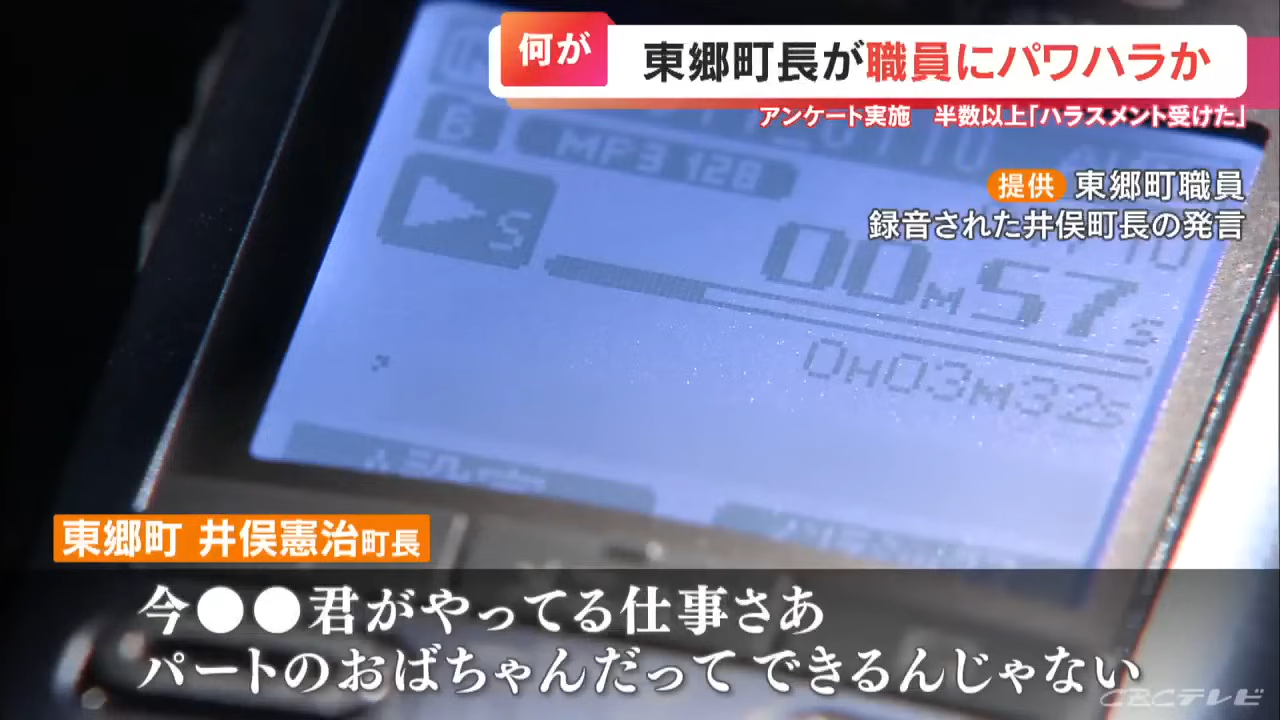 何が
東郷町長が職員にパワハラか
アンケート実施 半数以上「ハラスメント受けた」
提供 東郷町職員
録音された井俣町長の発言
B MP3 128
S
00M57S
0H03M32S
東郷町 井俣憲治町長
今●●君がやってる仕事さあ
パートのおばちゃんだって できるんじゃない
CBCテレビ